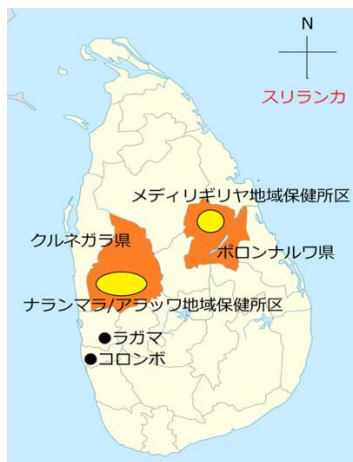 N
スリランカ
メディリギリヤ地域保健所区
クルネガラ県
ポロンナルワ県
ナランマラ/アラッワ地域保健所区
ラガマ
コロンボ